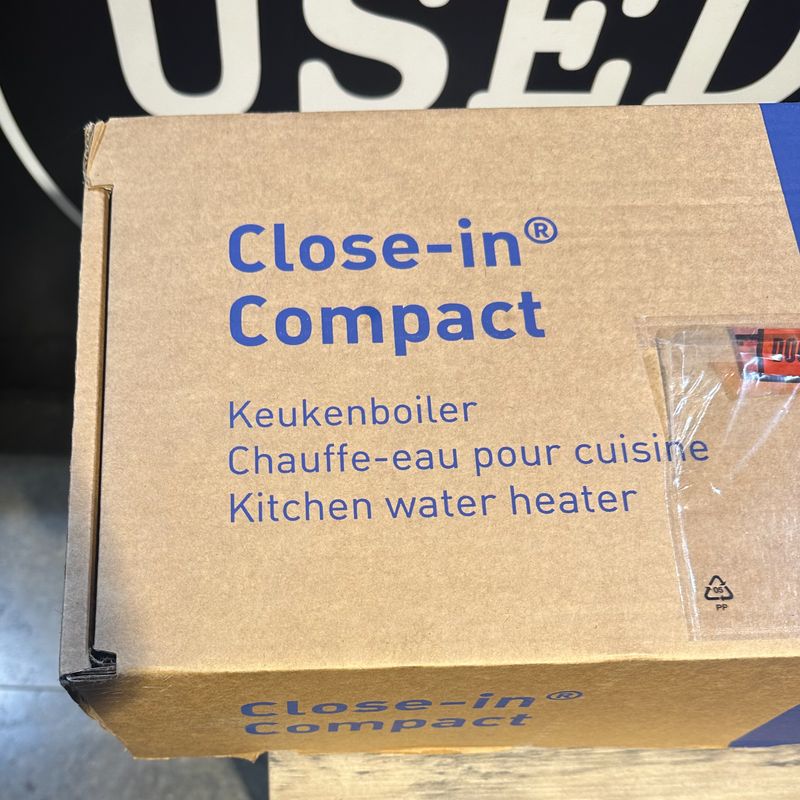 USED
Close-in®
Compact
Keukenboiler
Chauffe-eau pour cuisine
Kitchen water heater
05
PP
Close-in®
Compact